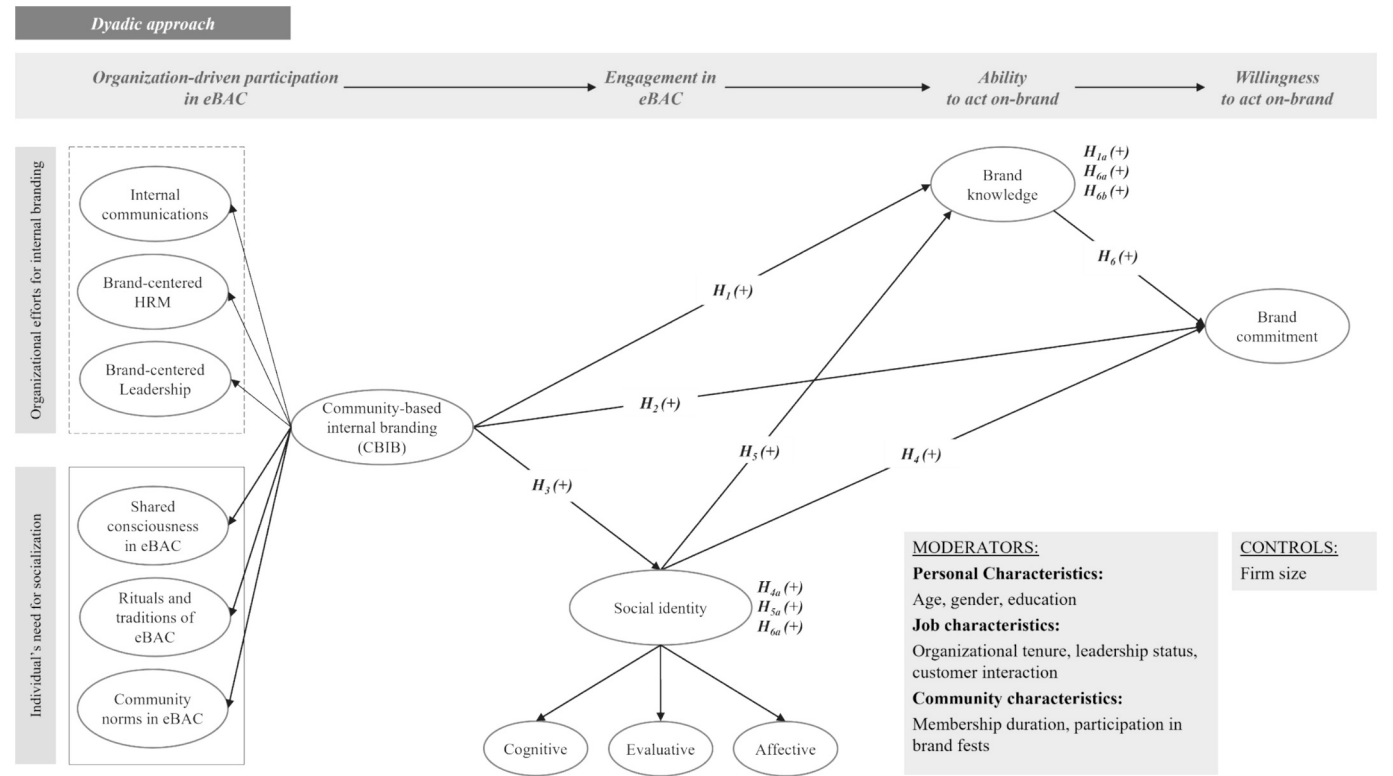 Dyadic approach
Organization-driven participation
in eBAC
Engagement in
eBAC
Ability
to act on-brand
Willingness
to act on-brand
Organizational efforts for internal branding
Internal
communications
Brand-centered
HRM
Brand-centered
Leadership
Individual's need for socialization
Shared
consciousness
in eBAC
Rituals and
traditions of
eBAC
Community
norms in eBAC
Community-based
internal branding
(CBIB)
Brand
knowledge
H1a (+)
H6a (+)
H6b (+)
H6 (+)
H1 (+)
Brand
commitment
H2 (+)
H5 (+)
H4 (+)
H3 (+)
Social identity
H4a (+)
H5a (+)
H6a (+)
Cognitive
Evaluative
Affective
MODERATORS:
Personal Characteristics:
Age, gender, education
Job characteristics:
Organizational tenure, leadership status,
customer interaction
Community characteristics:
Membership duration, participation in
brand fests
CONTROLS:
Firm size